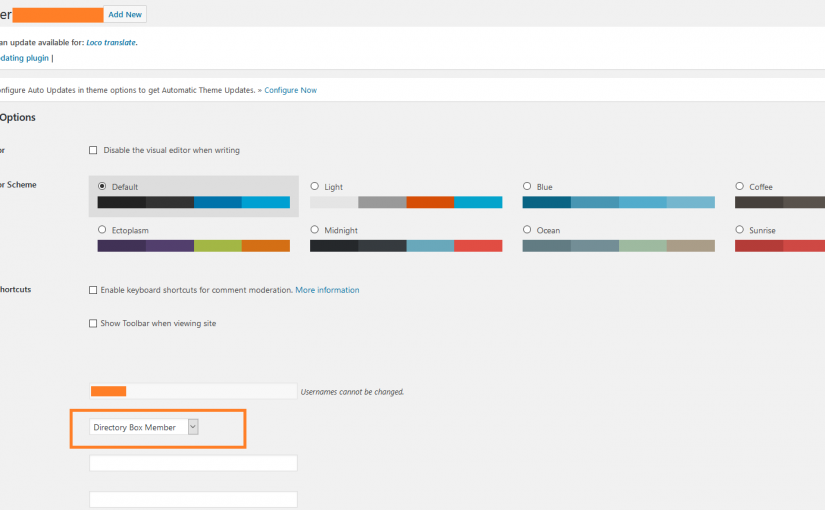 er Add New
an update available for: Loco translate.
dating plugin |
onfigure Auto Updates in theme options to get Automatic Theme Updates. » Configure Now
Options
or Disable the visual editor when writing
or Scheme Default Light Blue Coffee
Ectoplasm Midnight Ocean Sunrise
hortcuts Enable keyboard shortcuts for comment moderation. More information
Show Toolbar when viewing site
Usernames cannot be changed.
Directory Box Member